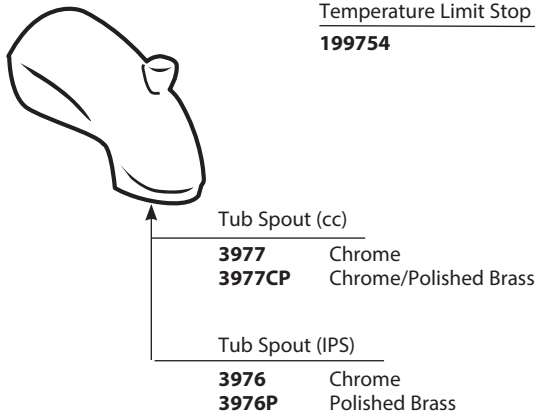 Temperature Limit Stop
199754
Tub Spout (cc)
3977 Chrome
3977CP Chrome/Polished Brass
Tub Spout (IPS)
3976 Chrome
3976P Polished Brass